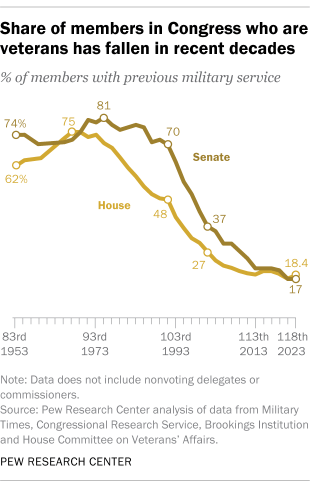 Share of members in Congress who are
veterans has fallen in recent decades
% of members with previous military service
81
74%
75
70
Senate
62%
House
48
37
27
18.4
17
83rd 93rd 103rd 113th 118th
1953 1973 1993 2013 2023
Note: Data does not include nonvoting delegates or
commissioners.
Source: Pew Research Center analysis of data from Military
Times, Congressional Research Service, Brookings Institution
and House Committee on Veterans’ Affairs.
PEW RESEARCH CENTER